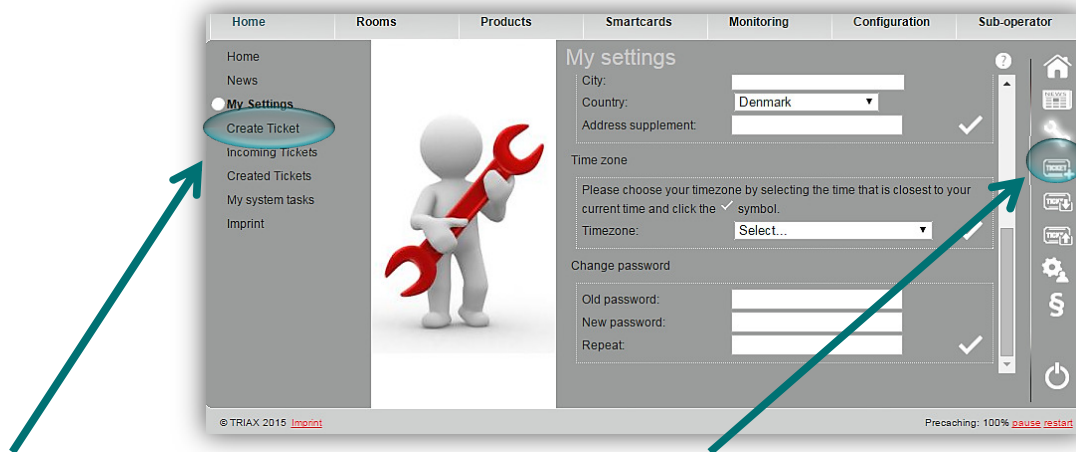 Home Rooms Products Smartcards Monitoring Configuration Sub-operator
Home
News
My Settings
Create Ticket
Incoming Tickets
Created Tickets
My system tasks
Imprint
My settings
?
City:
Country: Denmark
Address supplement:
Time zone
Please choose your timezone by selecting the time that is closest to your
current time and click the ✓ symbol.
Timezone: Select...
Change password
Old password:
New password:
Repeat:
NEWS
TICKET
TICKET
TICKET
§
© TRIAX 2015 Imprint
Precaching: 100% pause restart